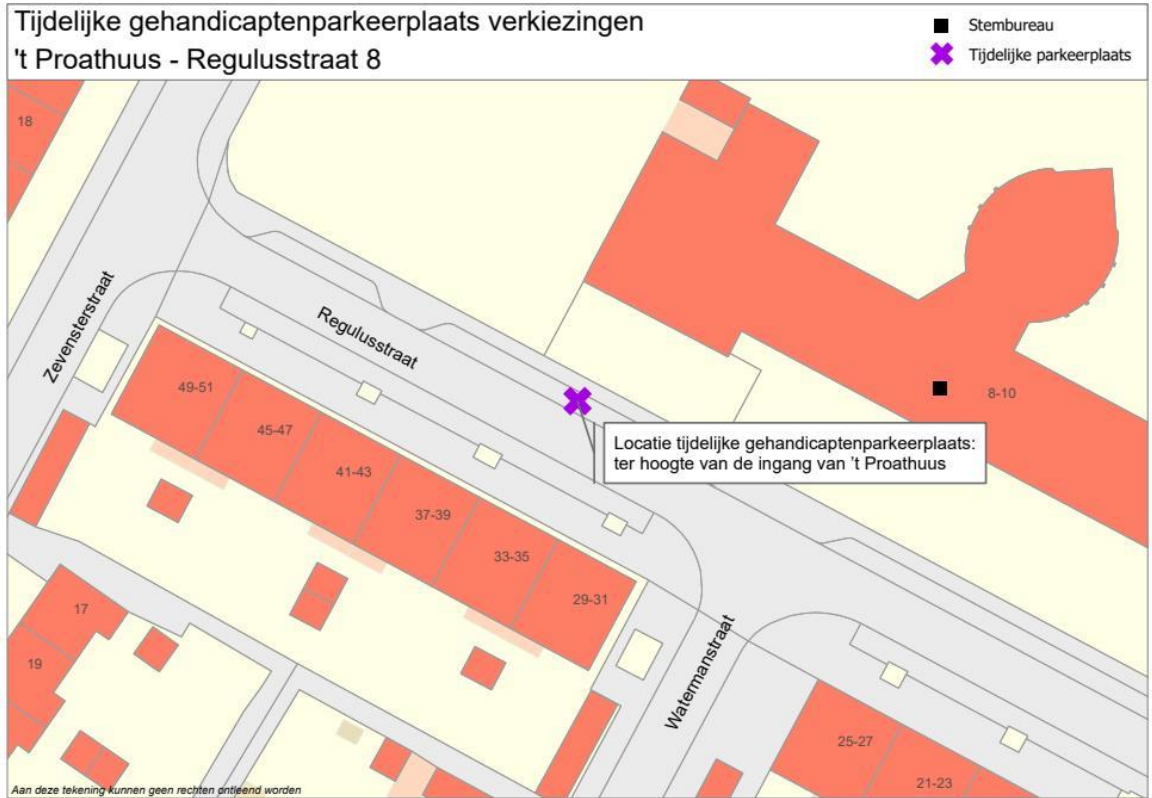 Tijdelijke gehandicaptenparkeerplaats verkiezingen
't Proathuus - Regulusstraat 8
Stembureau
Tijdelijke parkeerplaats
18
Zevensterstraat
Regulusstraat
49-51
45-47
41-43
37-39
33-35
29-31
8-10
Locatie tijdelijke gehandicaptenparkeerplaats:
ter hoogte van de ingang van ’t Proathuus
17
19
Watermanstraat
25-27
21-23
Aan deze tekening kunnen geen rechten ontleend worden